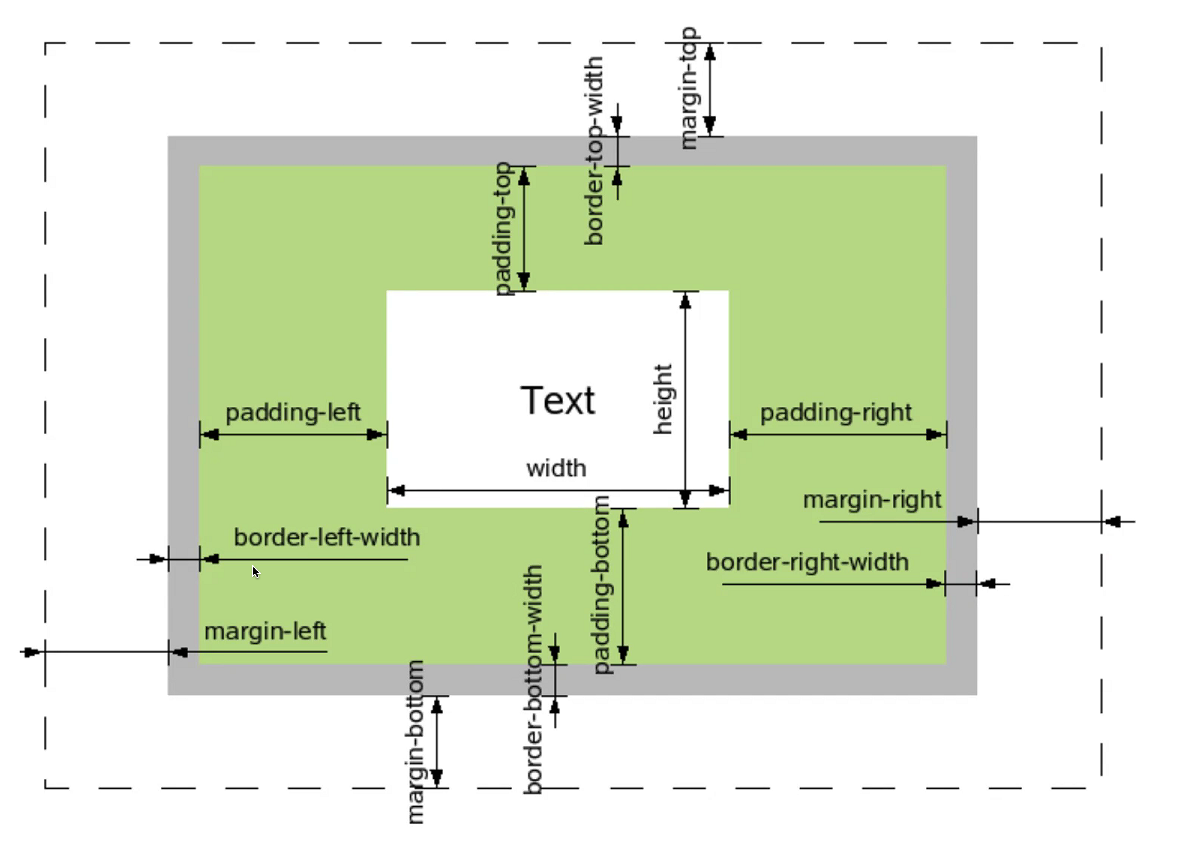 margin-top
border-top-width
padding-top
Text
height
padding-left
padding-right
width
margin-right
border-left-width
border-right-width
padding-bottom
margin-left
border-bottom-width
margin-bottom